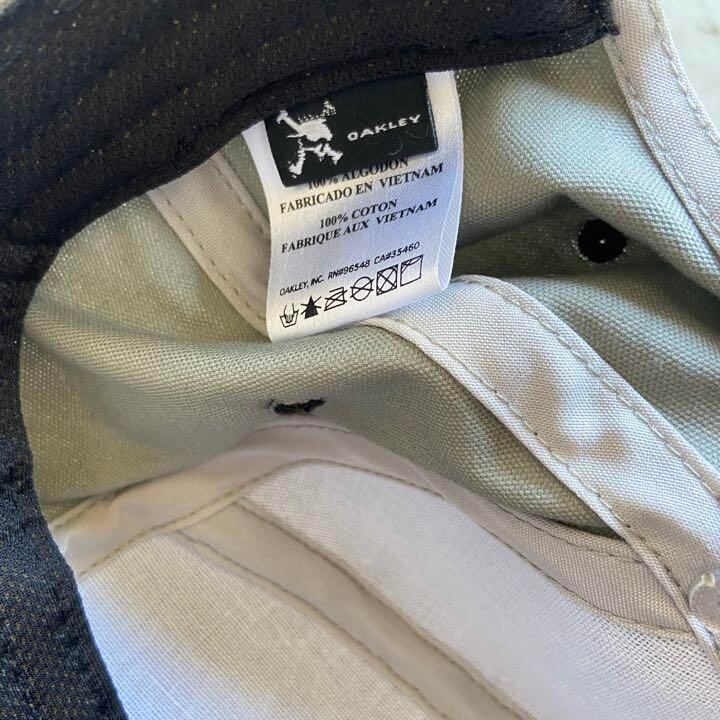 OAKLEY
100% ALGODON
FABRICADO EN VIETNAM
100% COTON
FABRIQUE AUX VIETNAM
OAKLEY, INC. RN#96548 CA#35460